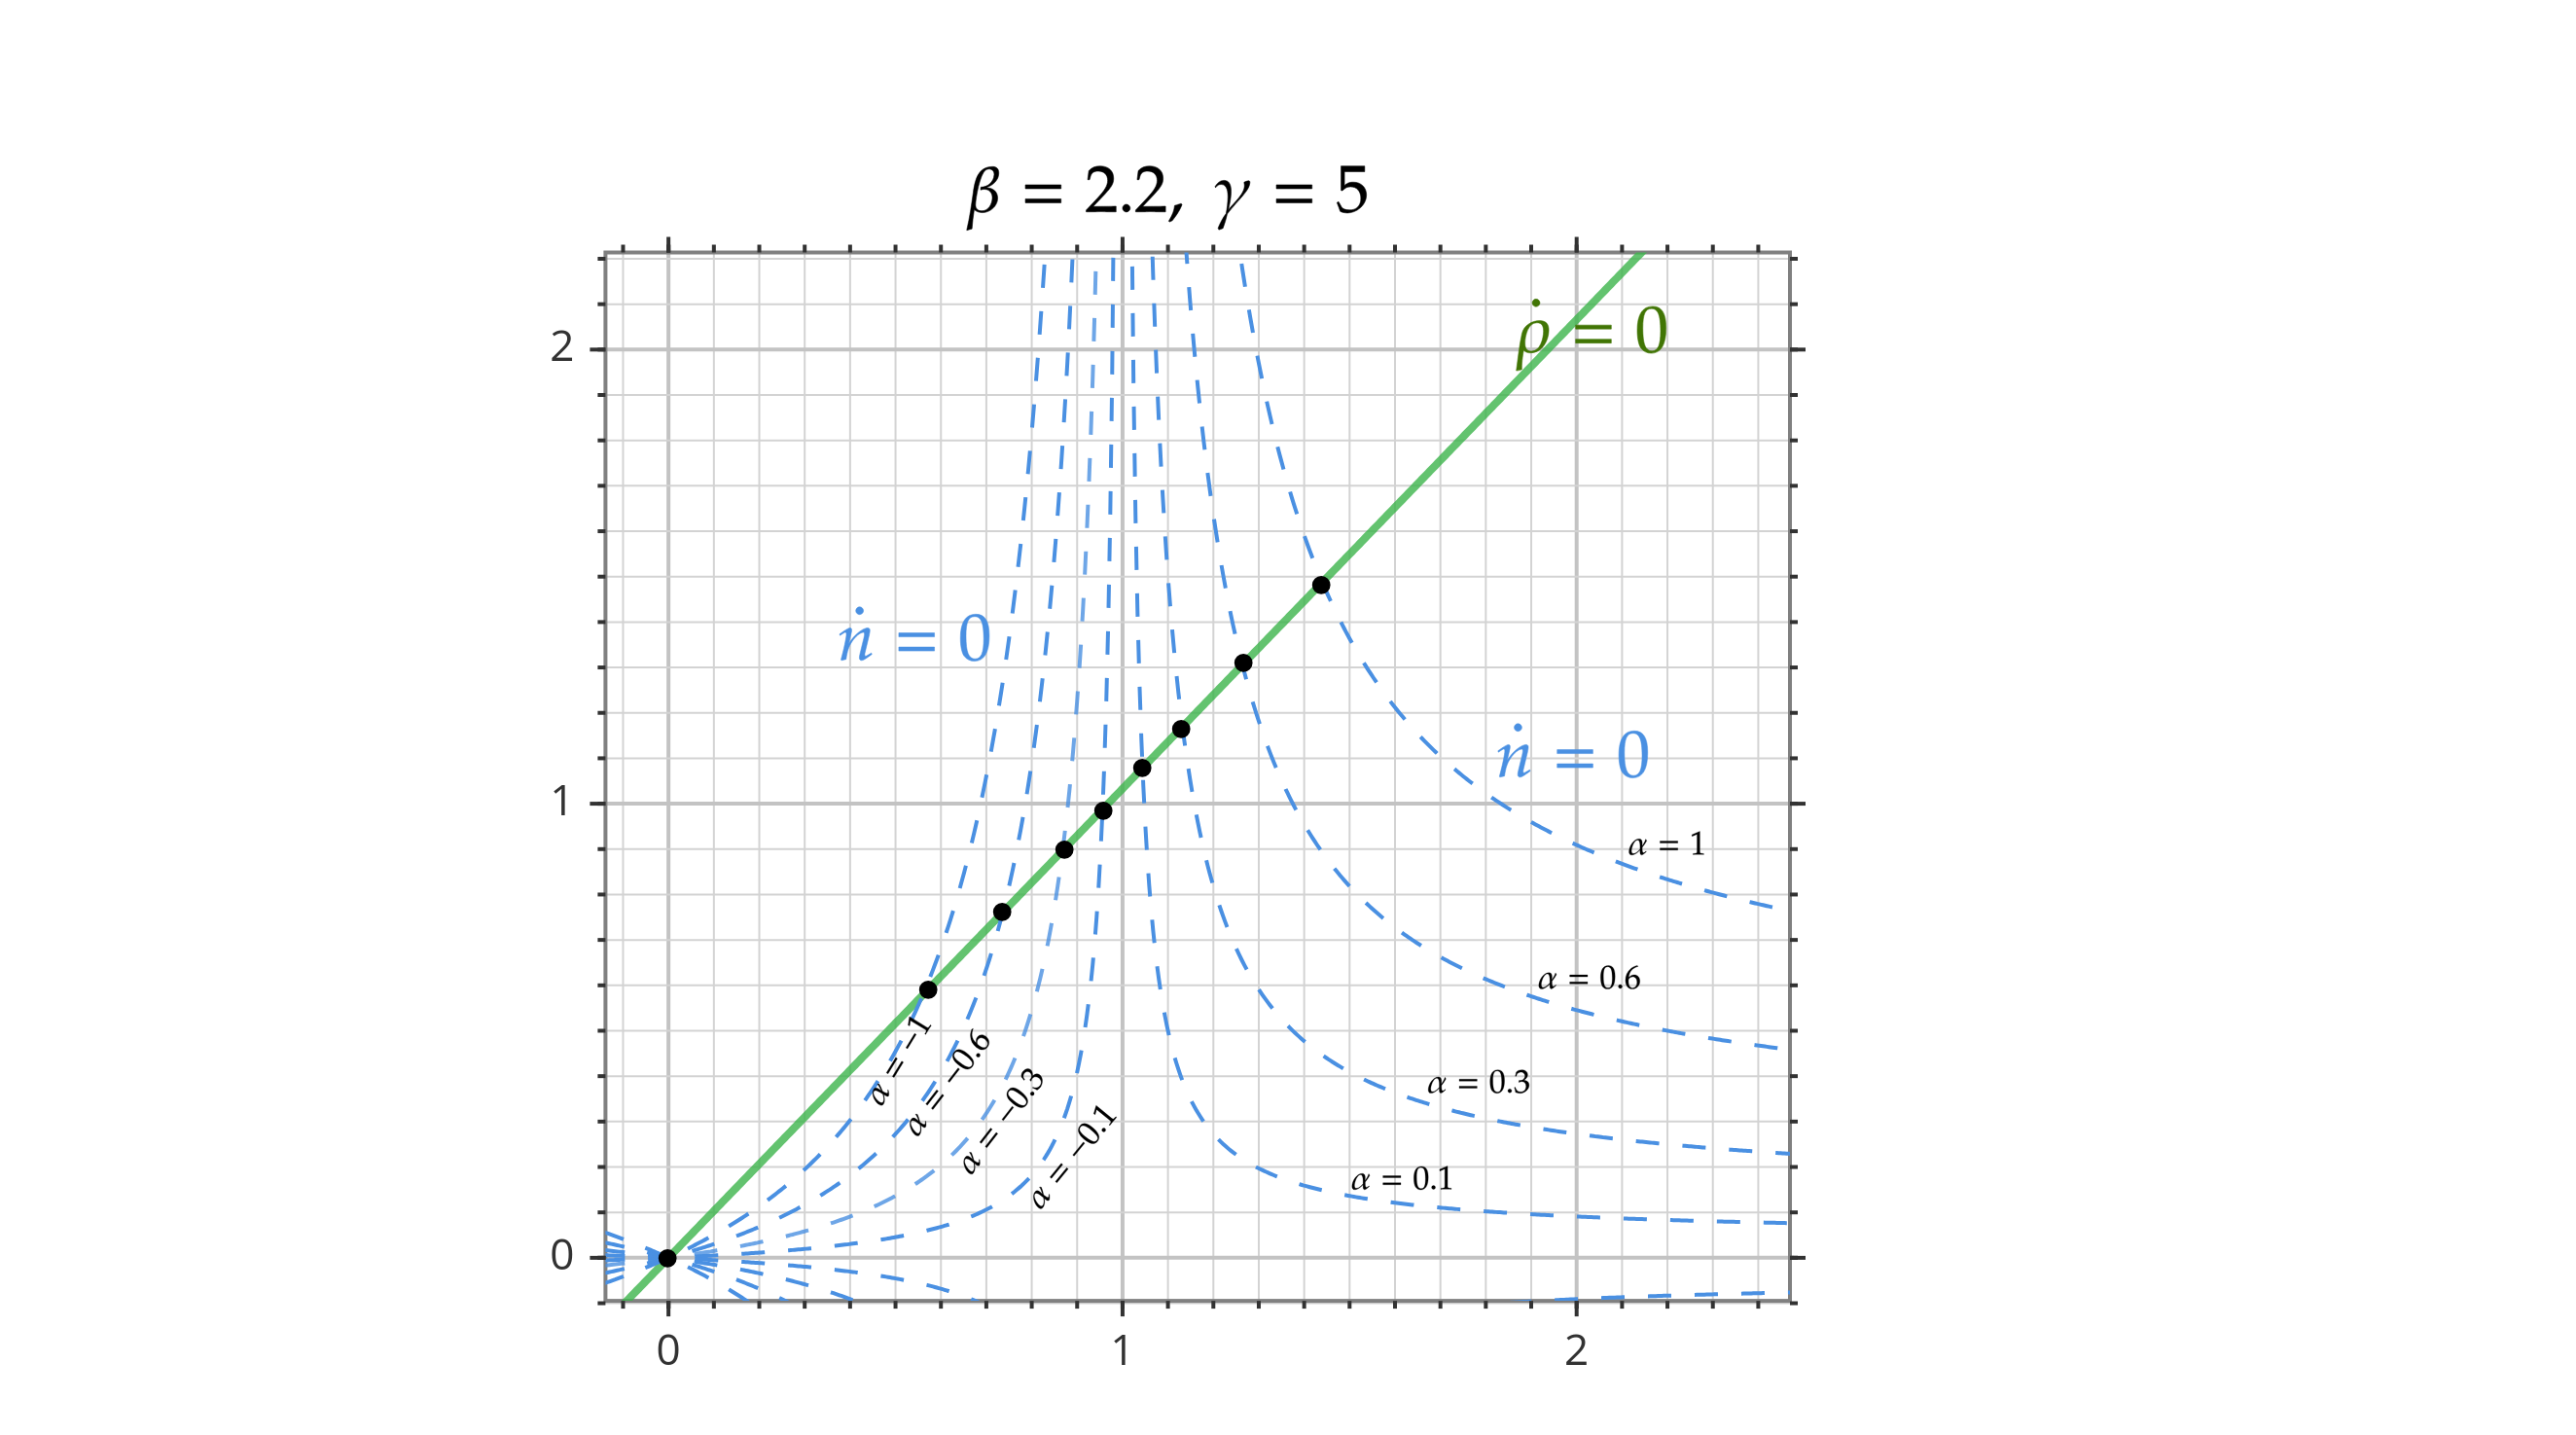 β = 2.2, γ = 5
ρ̇ = 0
2
ṅ = 0
ṅ = 0
1
α = 1
α = 0.6
α = −1
α = −0.6
α = −0.3
α = 0.3
α = −0.1
α = 0.1
0
0 1 2